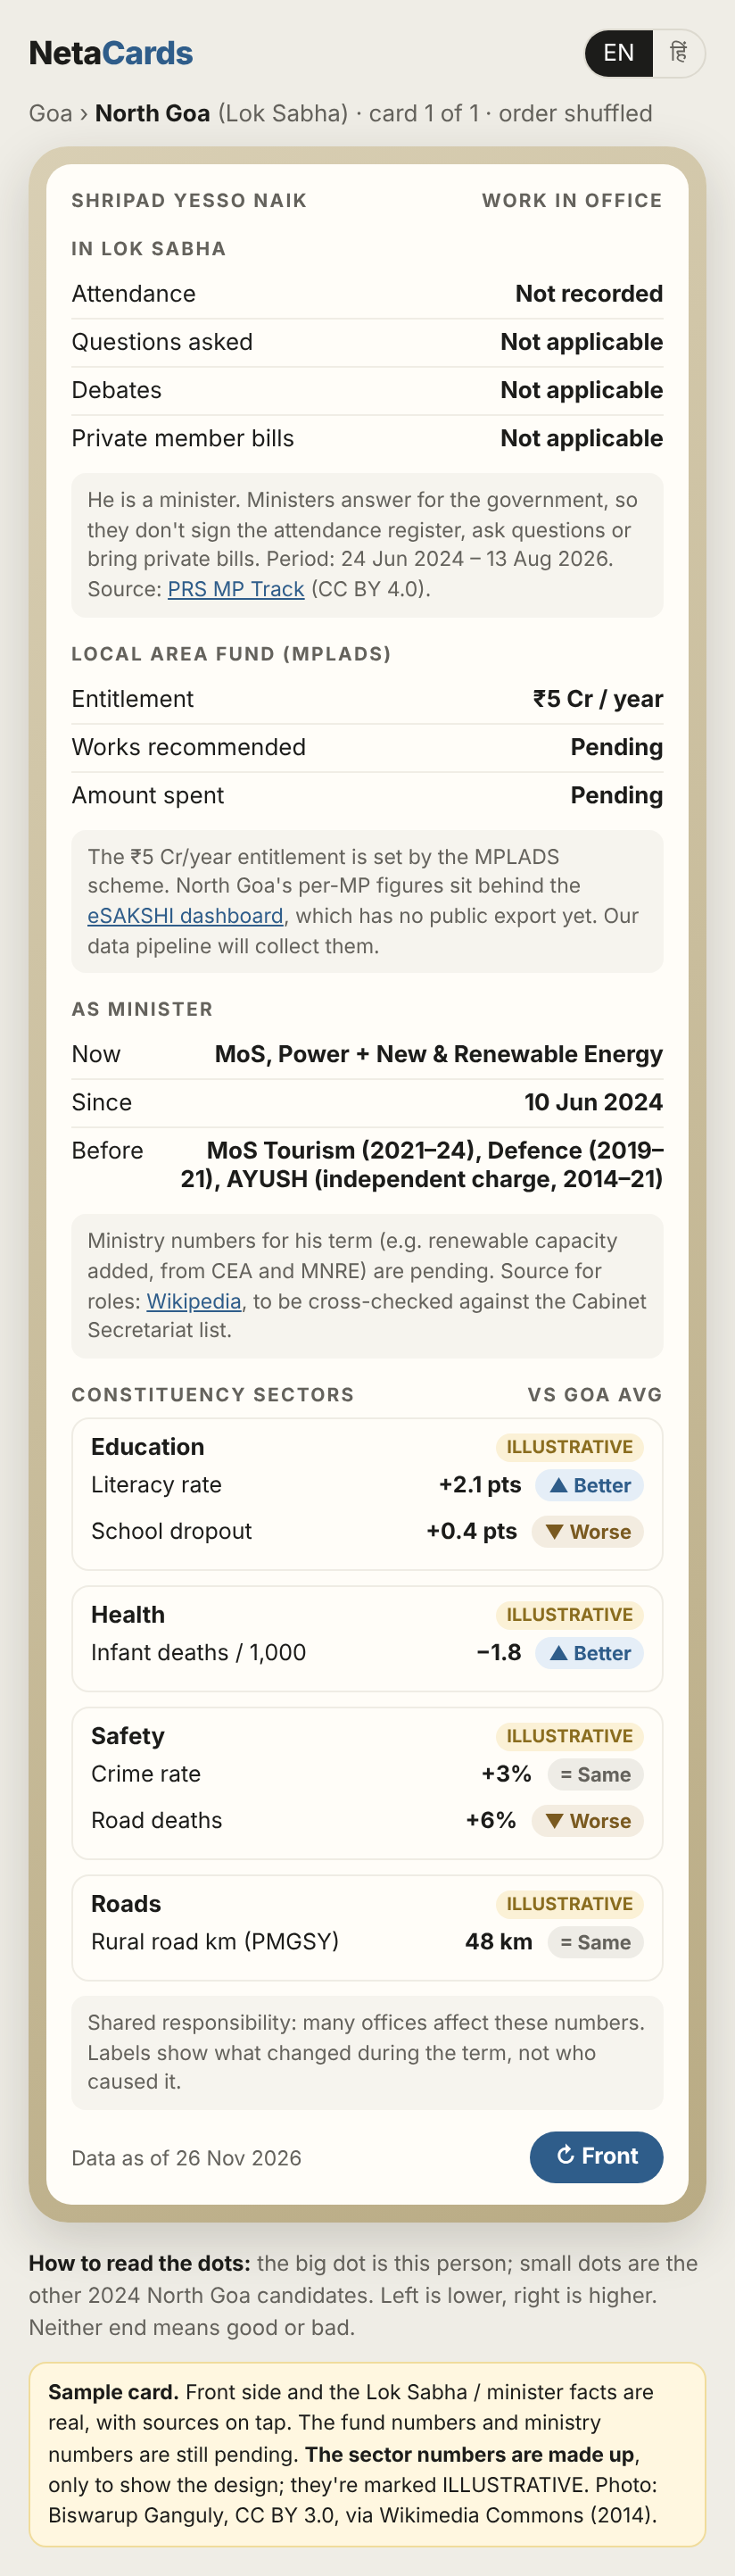 NetaCards EN हिं
Goa › North Goa (Lok Sabha) · card 1 of 1 · order shuffled
SHRIPAD YESSO NAIK WORK IN OFFICE
IN LOK SABHA
Attendance Not recorded
Questions asked Not applicable
Debates Not applicable
Private member bills Not applicable
He is a minister. Ministers answer for the government, so
they don't sign the attendance register, ask questions or
bring private bills. Period: 24 Jun 2024 – 13 Aug 2026.
Source: PRS MP Track (CC BY 4.0).
LOCAL AREA FUND (MPLADS)
Entitlement ₹5 Cr / year
Works recommended Pending
Amount spent Pending
The ₹5 Cr/year entitlement is set by the MPLADS
scheme. North Goa's per-MP figures sit behind the
eSAKSHI dashboard, which has no public export yet. Our
data pipeline will collect them.
AS MINISTER
Now MoS, Power + New & Renewable Energy
Since 10 Jun 2024
Before MoS Tourism (2021–24), Defence (2019–
21), AYUSH (independent charge, 2014–21)
Ministry numbers for his term (e.g. renewable capacity
added, from CEA and MNRE) are pending. Source for
roles: Wikipedia, to be cross-checked against the Cabinet
Secretariat list.
CONSTITUENCY SECTORS VS GOA AVG
Education ILLUSTRATIVE
Literacy rate +2.1 pts ▲ Better
School dropout +0.4 pts ▼ Worse
Health ILLUSTRATIVE
Infant deaths / 1,000 −1.8 ▲ Better
Safety ILLUSTRATIVE
Crime rate +3% = Same
Road deaths +6% ▼ Worse
Roads ILLUSTRATIVE
Rural road km (PMGSY) 48 km = Same
Shared responsibility: many offices affect these numbers.
Labels show what changed during the term, not who
caused it.
Data as of 26 Nov 2026 ↻ Front
How to read the dots: the big dot is this person; small dots are the
other 2024 North Goa candidates. Left is lower, right is higher.
Neither end means good or bad.
Sample card. Front side and the Lok Sabha / minister facts are
real, with sources on tap. The fund numbers and ministry
numbers are still pending. The sector numbers are made up,
only to show the design; they're marked ILLUSTRATIVE. Photo:
Biswarup Ganguly, CC BY 3.0, via Wikimedia Commons (2014).